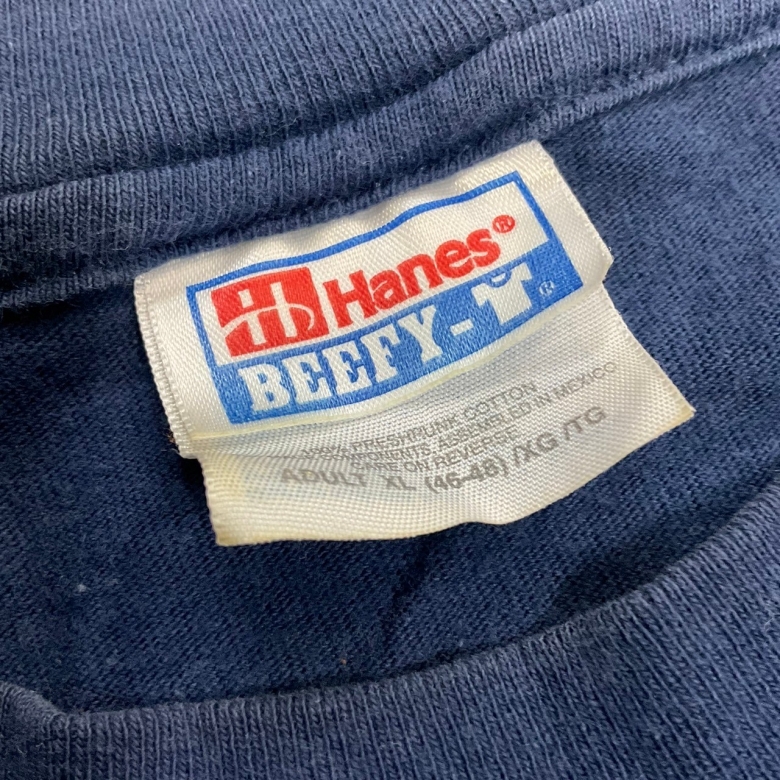 Hanes®
BEEFY-T®
100% PRESHRUNK COTTON
COMPONENTS ASSEMBLED IN MEXICO
CARE ON REVERSE
ADULT XL (46-48) /XG /TG